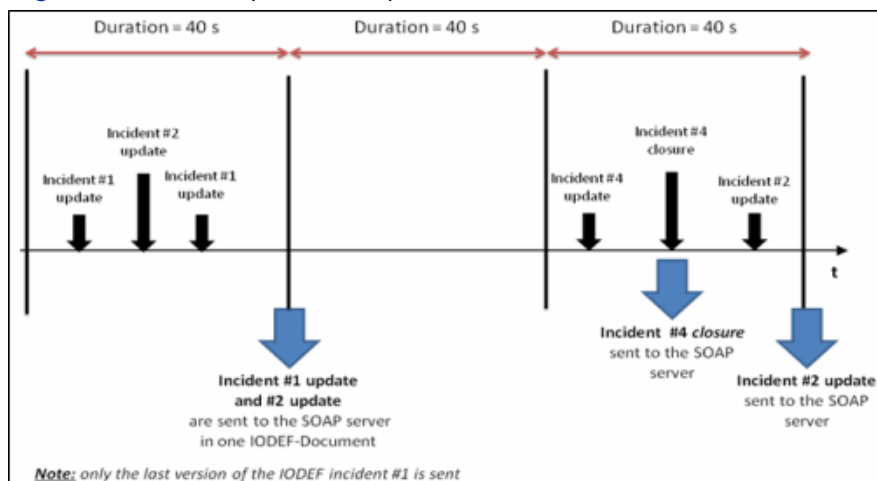 Duration = 40 s
Duration = 40 s
Duration = 40 s
Incident #2
update
Incident #1
update
Incident #1
update
Incident #4
closure
Incident #4
update
Incident #2
update
t
Incident #4 closure
sent to the SOAP
server
Incident #1 update
and #2 update
are sent to the SOAP server
in one IODEF-Document
Incident #2 update
sent to the SOAP
server
Note: only the last version of the IODEF incident #1 is sent